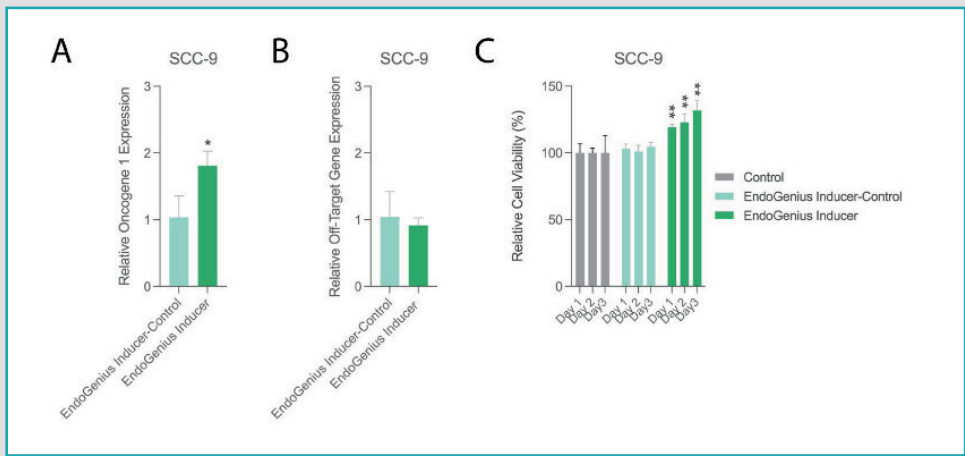 A
SCC-9
Relative Oncogene 1 Expression
3
2
1
0
*
EndoGenius Inducer-Control
EndoGenius Inducer
B
SCC-9
Relative Off-Target Gene Expression
3
2
1
0
EndoGenius Inducer-Control
EndoGenius Inducer
C
SCC-9
Relative Cell Viability (%)
150
100
50
0
**
**
**
Day 1
Day 2
Day3
Day 1
Day 2
Day3
Day 1
Day 2
Day3
Control
EndoGenius Inducer-Control
EndoGenius Inducer